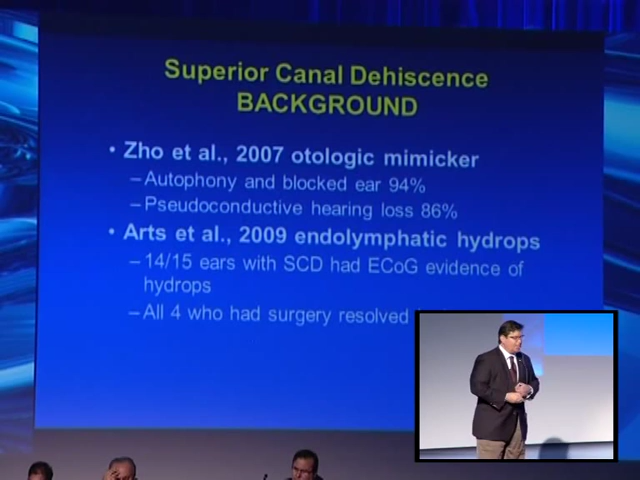 Superior Canal Dehiscence
BACKGROUND
• Zho et al., 2007 otologic mimicker
–Autophony and blocked ear 94%
–Pseudoconductive hearing loss 86%
• Arts et al., 2009 endolymphatic hydrops
–14/15 ears with SCD had ECoG evidence of
hydrops
–All 4 who had surgery resolved